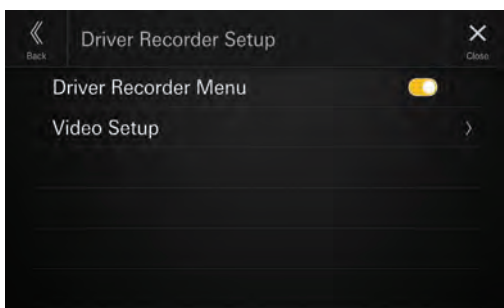 Driver Recorder Setup
Back
Close
Driver Recorder Menu
Video Setup